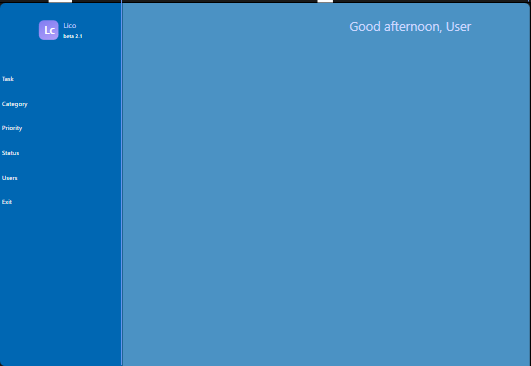 Lc
Lico
beta 2.1
Good afternoon, User
Task
Category
Priority
Status
Users
Exit